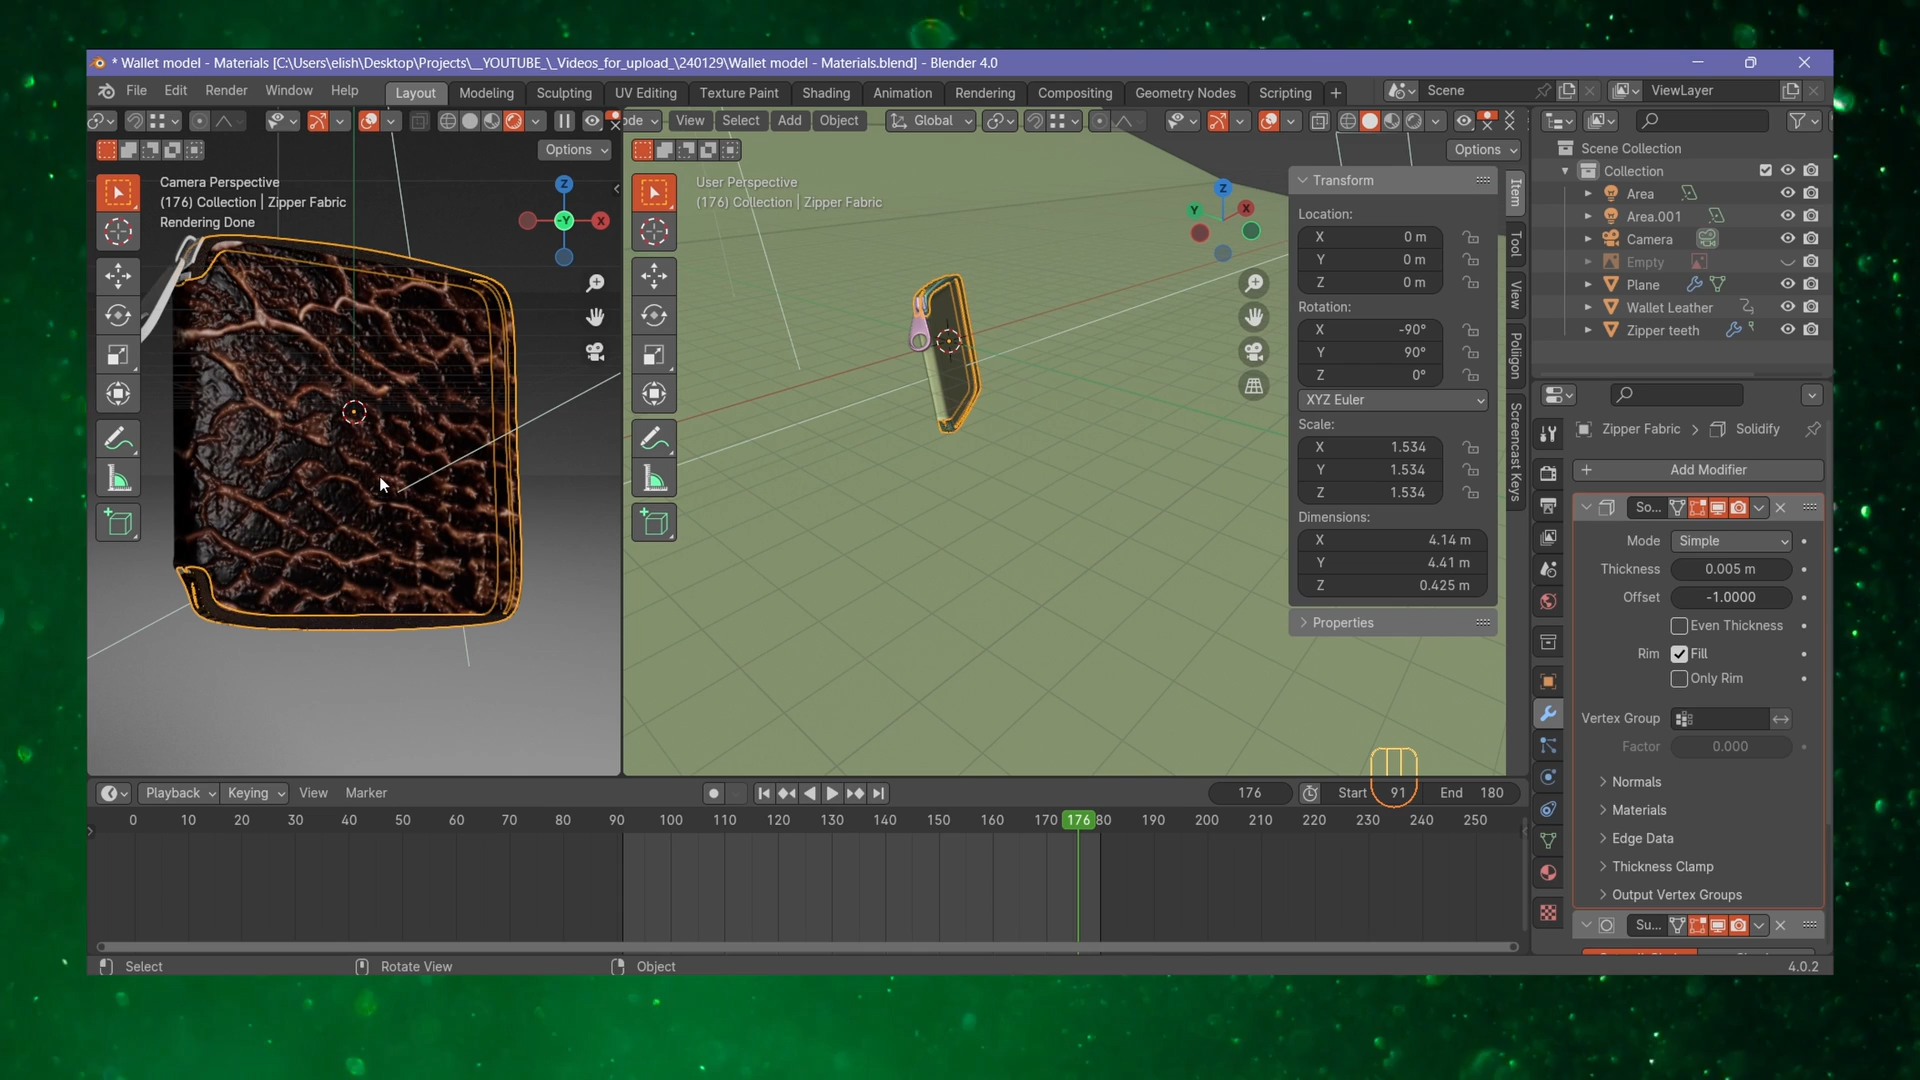 * Wallet model - Materials [C:\Users\elish\Desktop\Projects\__YOUTUBE_\_Videos_for_upload_\240129\Wallet model - Materials.blend] - Blender 4.0
File Edit Render Window Help Layout Modeling Sculpting UV Editing Texture Paint Shading Animation Rendering Compositing Geometry Nodes Scripting + Scene ViewLayer
ode View Select Add Object Global
Options
Options
Camera Perspective
(176) Collection | Zipper Fabric
Rendering Done
Z
-Y
X
User Perspective
(176) Collection | Zipper Fabric
Z
Y
X
Transform
Location:
X 0 m
Y 0 m
Z 0 m
Rotation:
X -90°
Y 90°
Z 0°
XYZ Euler
Scale:
X 1.534
Y 1.534
Z 1.534
Dimensions:
X 4.14 m
Y 4.41 m
Z 0.425 m
Properties
Item
Tool
View
Poliigon
Screencast Keys
Scene Collection
Collection
Area
Area.001
Camera
Empty
Plane
Wallet Leather
Zipper teeth
Zipper Fabric > Solidify
+ Add Modifier
So...
Mode Simple
Thickness 0.005 m
Offset -1.0000
Even Thickness
Rim Fill
Only Rim
Vertex Group
Factor 0.000
Normals
Materials
Edge Data
Thickness Clamp
Output Vertex Groups
Su...
Playback Keying View Marker 176 Start 91 End 180
0 10 20 30 40 50 60 70 80 90 100 110 120 130 140 150 160 170 176 80 190 200 210 220 230 240 250
Select Rotate View Object 4.0.2